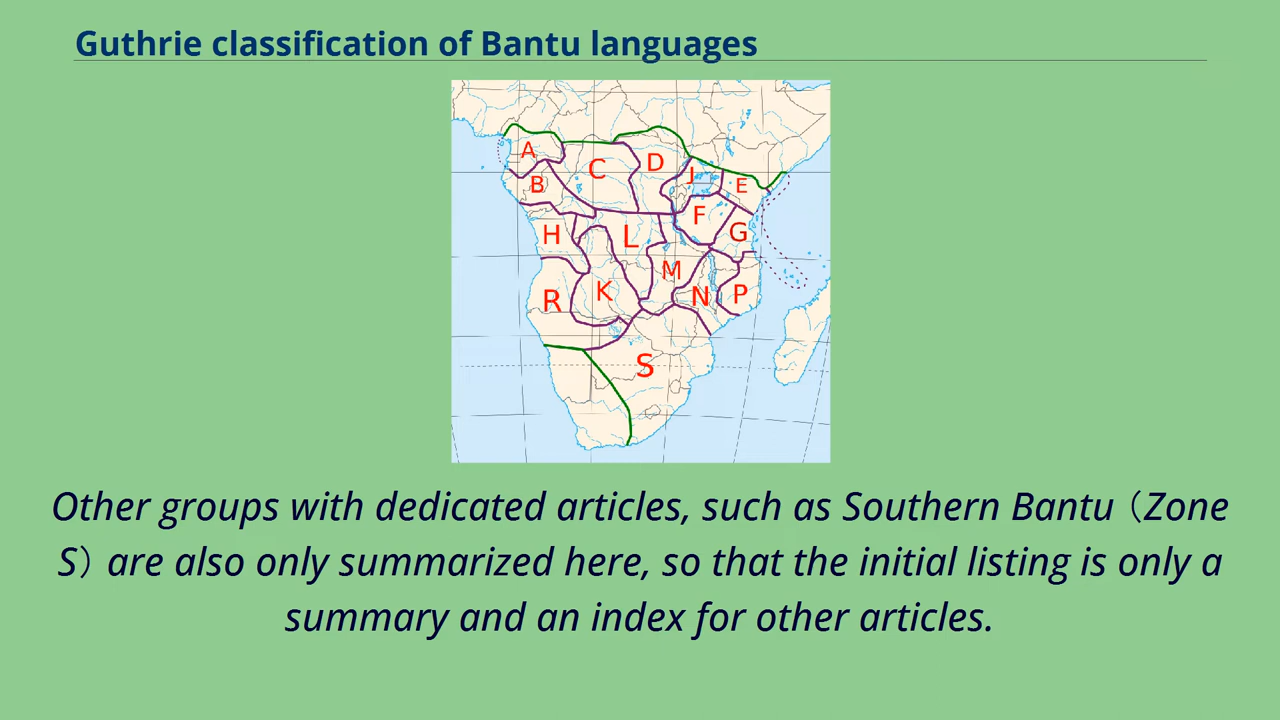 Guthrie classification of Bantu languages
A
B
C
D
J
E
F
G
H
L
M
K
R
N
P
S
Other groups with dedicated articles, such as Southern Bantu（Zone
S）are also only summarized here, so that the initial listing is only a
summary and an index for other articles.